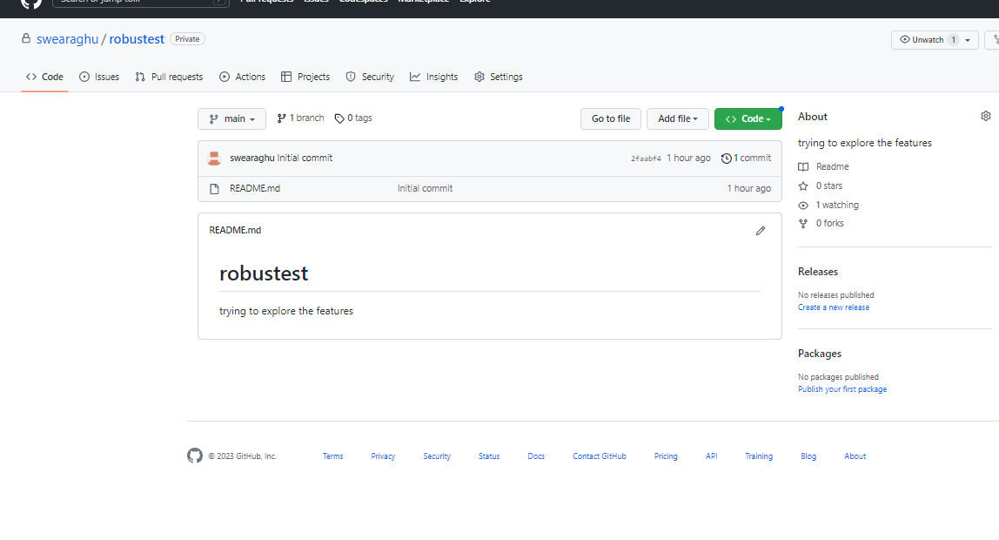 Search or jump to...
/
Pull requests Issues Codespaces Marketplace Explore
swearaghu / robustest Private
Unwatch 1
Code Issues Pull requests Actions Projects Security Insights Settings
main 1 branch 0 tags
Go to file Add file Code
swearaghu Initial commit 2faabf4 1 hour ago 1 commit
README.md Initial commit 1 hour ago
README.md
robustest
trying to explore the features
About
trying to explore the features
Readme
0 stars
1 watching
0 forks
Releases
No releases published
Create a new release
Packages
No packages published
Publish your first package
© 2023 GitHub, Inc. Terms Privacy Security Status Docs Contact GitHub Pricing API Training Blog About